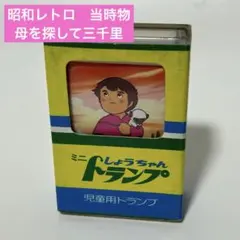 昭和レトロ　当時物
母を探して三千里
ミニ
しょうちゃん
トランプ
児童用トランプ